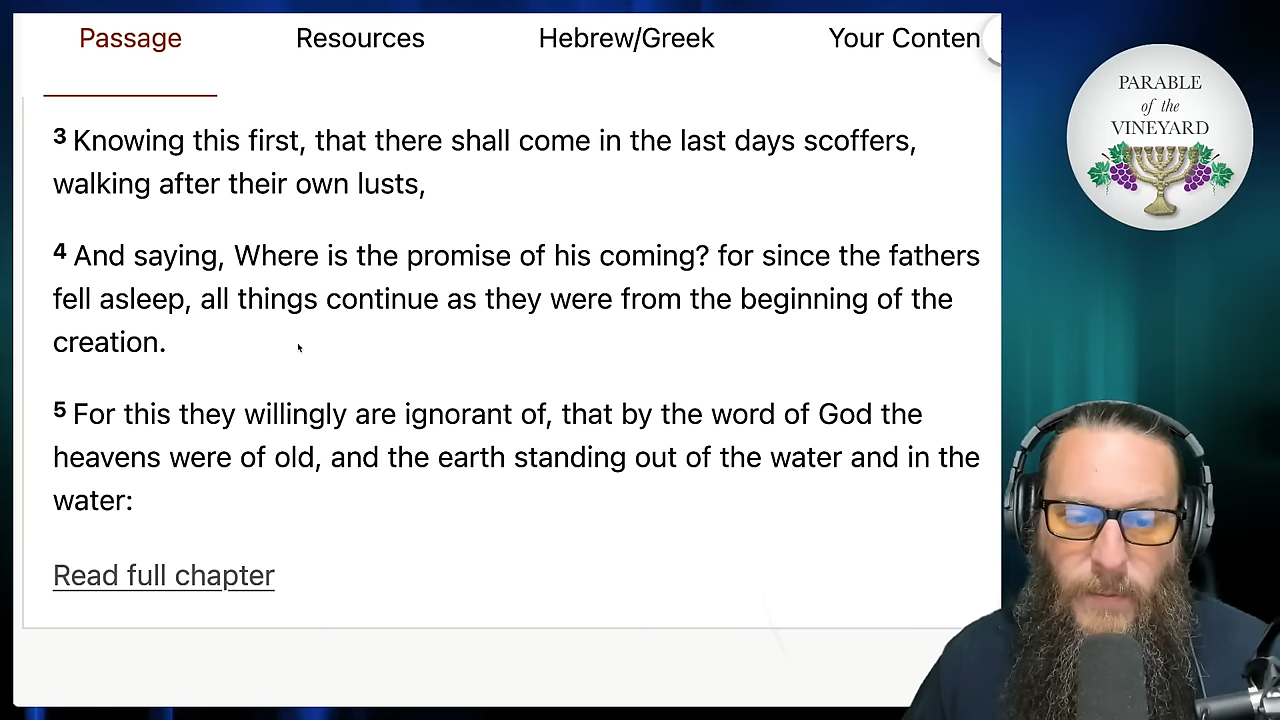 Passage Resources Hebrew/Greek Your Conten
3 Knowing this first, that there shall come in the last days scoffers,
walking after their own lusts,
4 And saying, Where is the promise of his coming? for since the fathers
fell asleep, all things continue as they were from the beginning of the
creation.
5 For this they willingly are ignorant of, that by the word of God the
heavens were of old, and the earth standing out of the water and in the
water:
Read full chapter
PARABLE
of the
VINEYARD